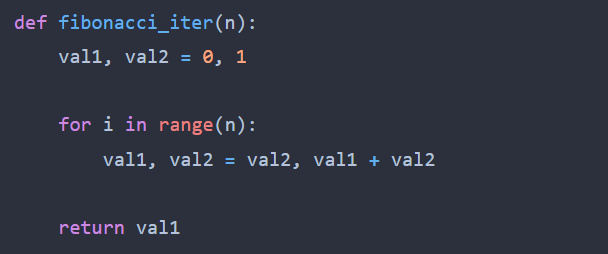 def fibonacci_iter(n):
    val1, val2 = 0, 1
    for i in range(n):
        val1, val2 = val2, val1 + val2
    return val1